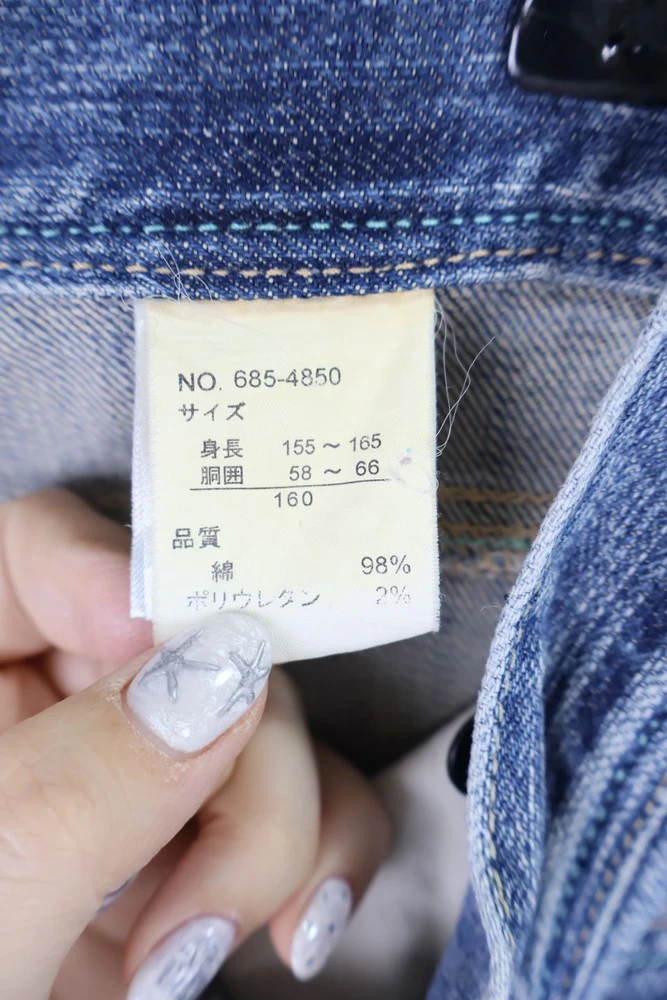 NO. 685-4850
サイズ
身長 155～165
胴囲 58～66
160
品質
綿 98%
ポリウレタン 2%